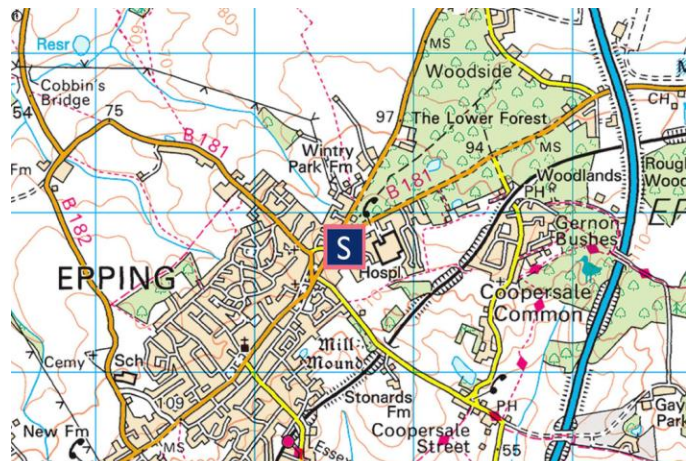 Resr
MS
Woodside
Cobbin's
Bridge
75
54
B 181
97
The Lower Forest
CH
Wintry
Park Fm
94
MS
B 181
Woodlands
PH
Rough
Wood
Fm
B 182
S
Gernon
Bushes
EPPING
Hospl
Coopersale
Common
Mill
Mound
Cemy
Sch
109
Stonards
Fm
PH
Gay
Park
New Fm
MS
Coopersale
Street
55
Essex